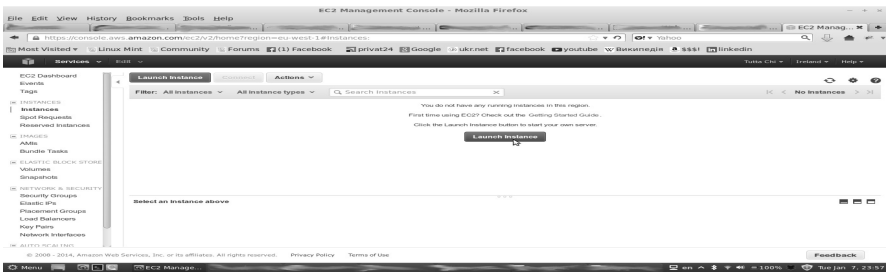 EC2 Management Console - Mozilla Firefox
File Edit View History Bookmarks Tools Help
EC2 Manag...
https://console.aws.amazon.com/ec2/v2/home?region=eu-west-1#Instances:
Yahoo
Most Visited Linux Mint Community Forums (1) Facebook privat24 Google ukr.net facebook youtube Википедія $$$! linkedin
Services Edit Ireland Help
EC2 Dashboard
Events
Tags
INSTANCES
Instances
Spot Requests
Reserved Instances
IMAGES
AMIs
Bundle Tasks
ELASTIC BLOCK STORE
Volumes
Snapshots
NETWORK & SECURITY
Security Groups
Elastic IPs
Placement Groups
Load Balancers
Key Pairs
Network Interfaces
AUTO SCALING
Launch Instance Connect Actions
Filter: All instances All instance types Search Instances No Instances
You do not have any running instances in this region.
First time using EC2? Check out the Getting Started Guide.
Click the Launch Instance button to start your own server.
Launch Instance
Select an instance above
© 2008 - 2014, Amazon Web Services, Inc. or its affiliates. All rights reserved. Privacy Policy Terms of Use Feedback
Menu EC2 Manage... en 100% Tue Jan 7, 23:57